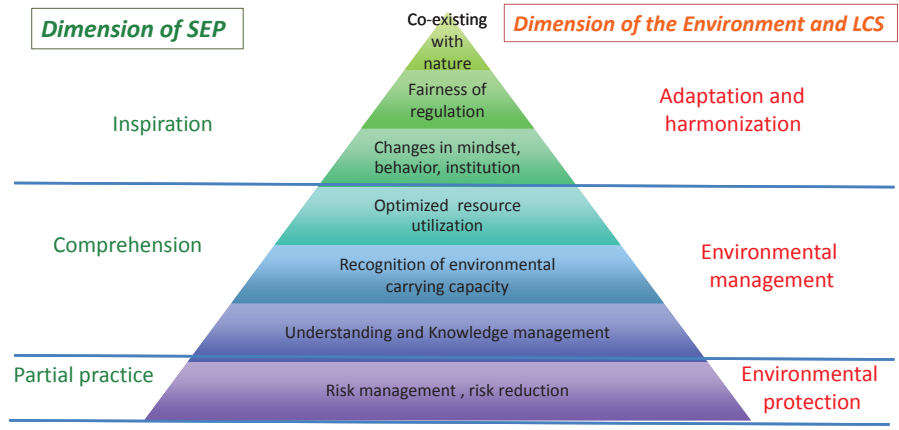 Dimension of SEP
Co-existing
with
nature
Dimension of the Environment and LCS
Inspiration
Fairness of
regulation
Changes in mindset,
behavior, institution
Adaptation and
harmonization
Comprehension
Optimized resource
utilization
Recognition of environmental
carrying capacity
Understanding and Knowledge management
Environmental
management
Partial practice
Risk management , risk reduction
Environmental
protection